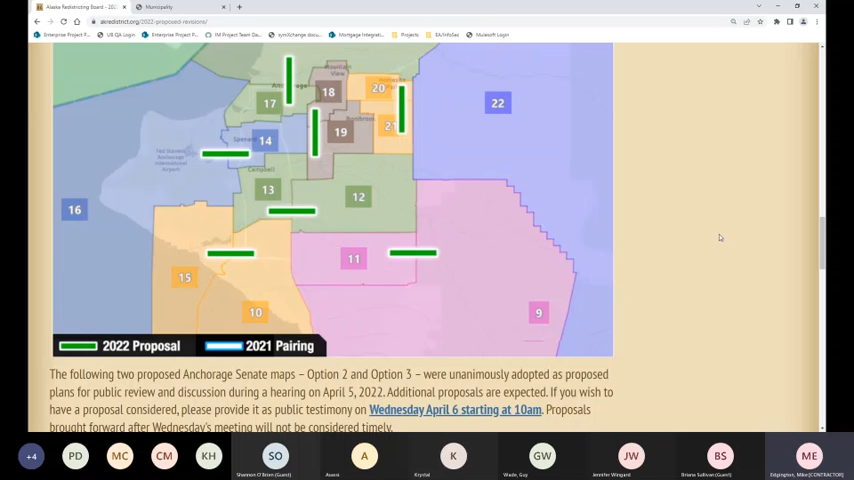 Alaska Redistricting Board - 20
Municipality
akredistrict.org/2022-proposed-revisions/
Enterprise Project P...
US QA Login
Enterprise Project P...
IM Project Team Da...
synXchange docum...
Mortgage Integrati...
Projects
EA/InfoSec
Mulesoft Login
Mountain
View
17
18
20
21
22
19
14
Ted Stevens
Anchorage
International
Airport
Campbell
16
13
12
11
15
10
9
2022 Proposal
2021 Pairing
The following two proposed Anchorage Senate maps – Option 2 and Option 3 – were unanimously adopted as proposed
plans for public review and discussion during a hearing on April 5, 2022. Additional proposals are expected. If you wish to
have a proposal considered, please provide it as public testimony on Wednesday April 6 starting at 10am. Proposals
brought forward after Wednesday's meeting will not be considered timely.
+4
PD
MC
CM
KH
SO
A
K
GW
JW
BS
ME
Shannon O'Brien (Guest)
Krystal
Wade, Guy
Jennifer Wingard
Briana Sullivan (Guest)
Edgington, Mike [CONTRACTOR]